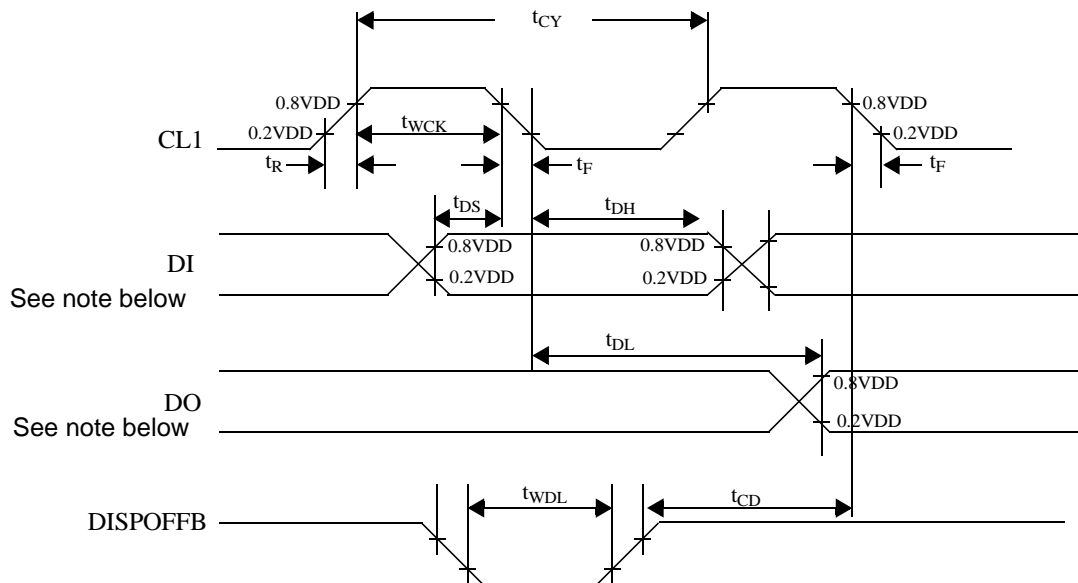 tCY
0.8VDD
0.8VDD
tWCK
CL1
0.2VDD
0.2VDD
tR
tF
tF
tDS
tDH
DI
0.8VDD
0.8VDD
0.2VDD
0.2VDD
See note below
tDL
DO
0.8VDD
See note below
0.2VDD
tWDL
tCD
DISPOFFB